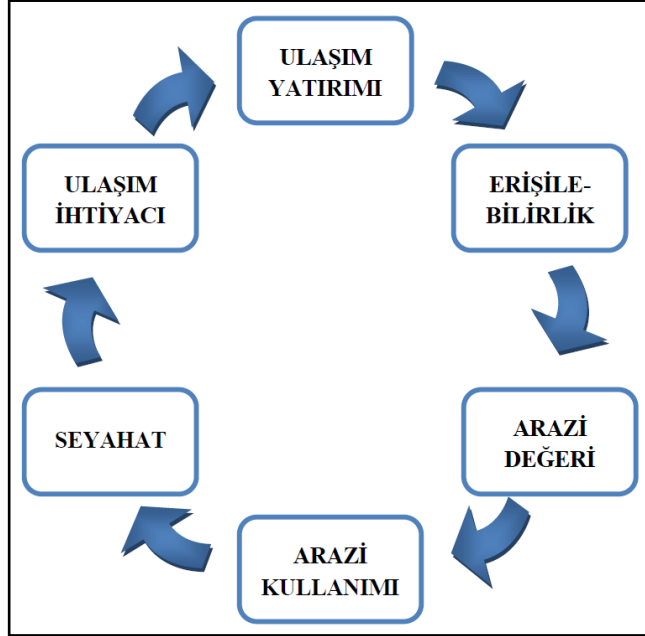 ULAŞIM
YATIRIMI
ERİŞİLE-
BİLİRLİK
ARAZİ
DEĞERİ
ARAZİ
KULLANIMI
SEYAHAT
ULAŞIM
İHTİYACI